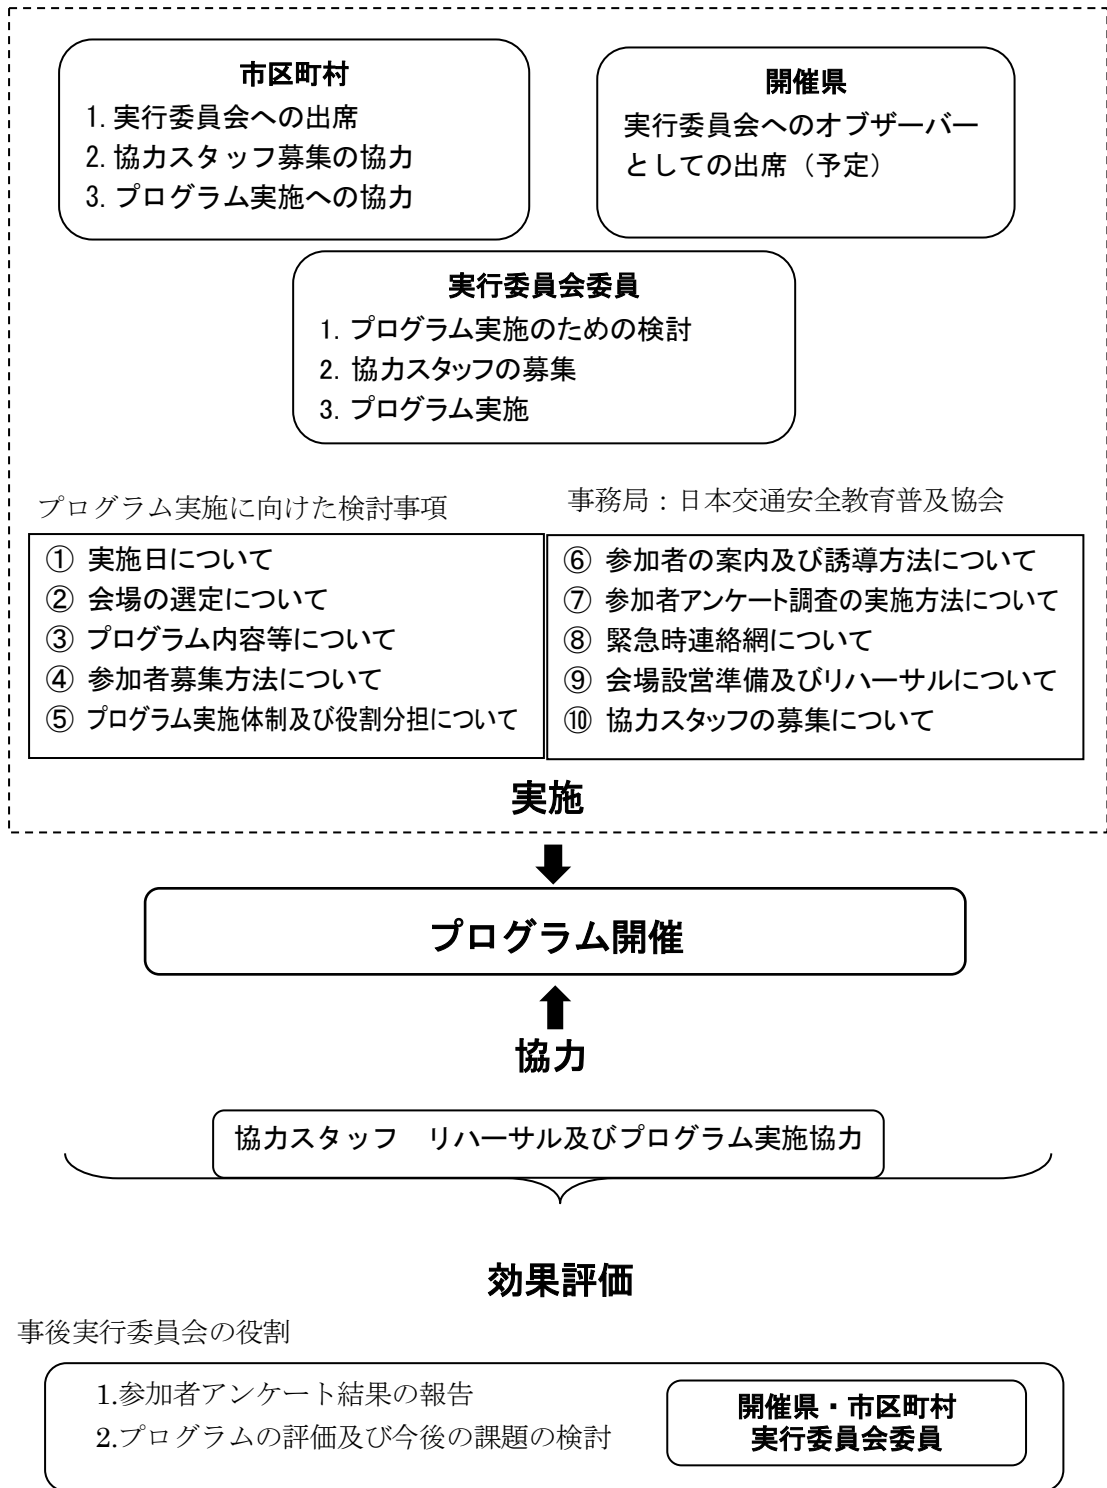 市区町村
1. 実行委員会への出席
2. 協力スタッフ募集の協力
3. プログラム実施への協力
開催県
実行委員会へのオブザーバー
としての出席（予定）
実行委員会委員
1. プログラム実施のための検討
2. 協力スタッフの募集
3. プログラム実施
プログラム実施に向けた検討事項
① 実施日について
② 会場の選定について
③ プログラム内容等について
④ 参加者募集方法について
⑤ プログラム実施体制及び役割分担について
事務局：日本交通安全教育普及協会
⑥ 参加者の案内及び誘導方法について
⑦ 参加者アンケート調査の実施方法について
⑧ 緊急時連絡網について
⑨ 会場設営準備及びリハーサルについて
⑩ 協力スタッフの募集について
実施
プログラム開催
協力
協力スタッフ　リハーサル及びプログラム実施協力
効果評価
事後実行委員会の役割
1.参加者アンケート結果の報告
2.プログラムの評価及び今後の課題の検討
開催県・市区町村
実行委員会委員